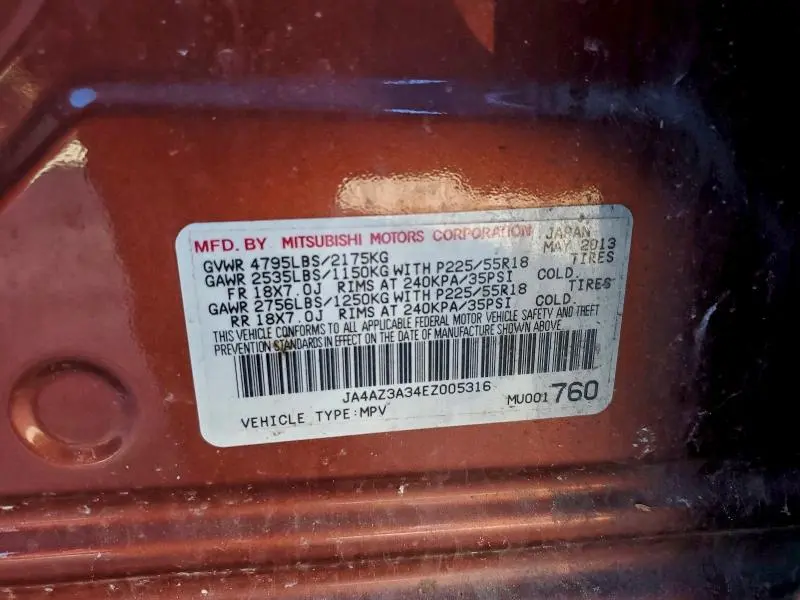 MFD. BY MITSUBISHI MOTORS CORPORATION JAPAN
MAY 2013
GVWR 4795LBS/2175KG
GAWR 2535LBS/1150KG WITH P225/55R18 TIRES
FR 18X7.0J RIMS AT 240KPA/35PSI COLD.
GAWR 2756LBS/1250KG WITH P225/55R18 TIRES
RR 18X7.0J RIMS AT 240KPA/35PSI COLD.
THIS VEHICLE CONFORMS TO ALL APPLICABLE FEDERAL MOTOR VEHICLE SAFETY AND THEFT
PREVENTION STANDARDS IN EFFECT ON THE DATE OF MANUFACTURE SHOWN ABOVE.
JA4AZ3A34EZ005316
VEHICLE TYPE:MPV MU001760